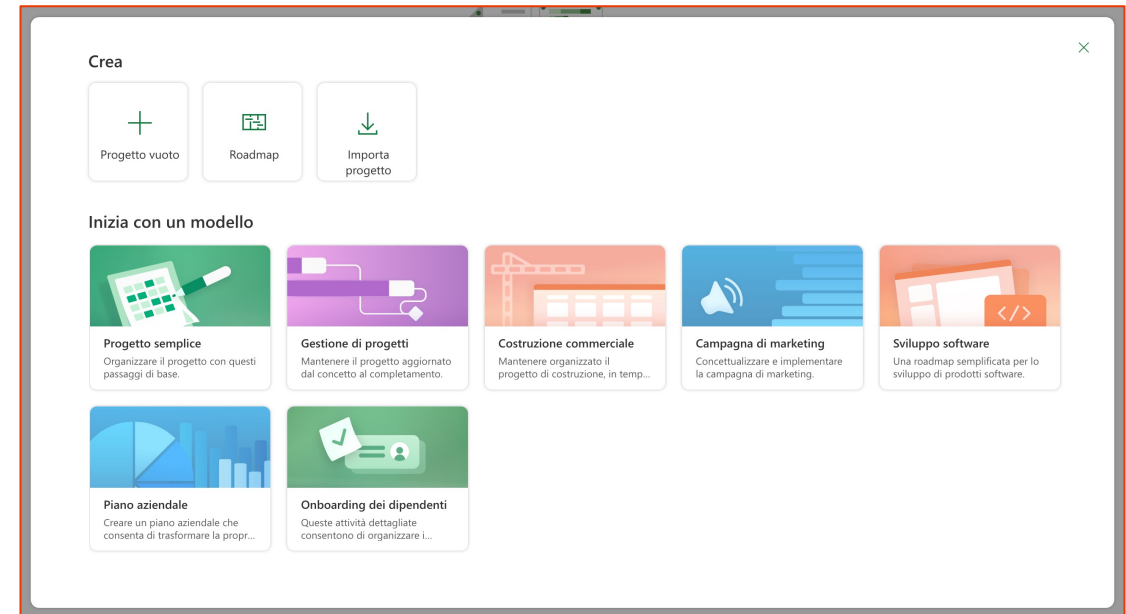 Crea
Progetto vuoto
Roadmap
Importa
progetto
Inizia con un modello
Progetto semplice
Organizzare il progetto con questi
passaggi di base.
Gestione di progetti
Mantenere il progetto aggiornato
dal concetto al completamento.
Costruzione commerciale
Mantenere organizzato il
progetto di costruzione, in temp...
Campagna di marketing
Concettualizzare e implementare
la campagna di marketing.
</>
Sviluppo software
Una roadmap semplificata per lo
sviluppo di prodotti software.
Piano aziendale
Creare un piano aziendale che
consenta di trasformare la propr...
Onboarding dei dipendenti
Queste attività dettagliate
consentono di organizzare i...